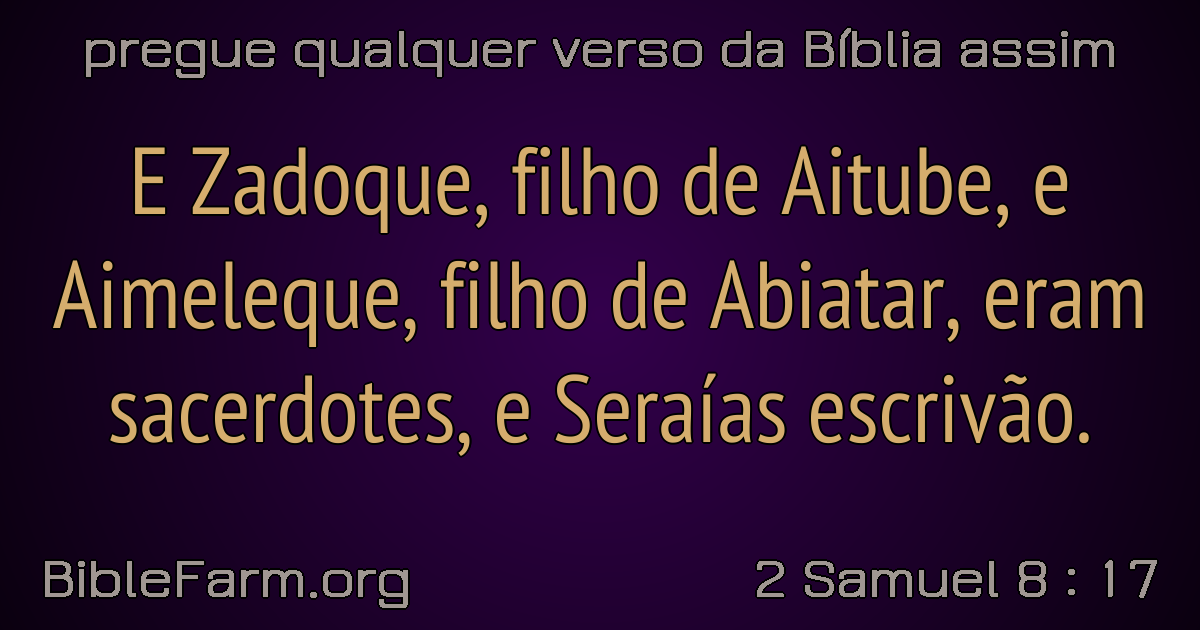 pregue qualquer verso da Bíblia assim
E Zadoque, filho de Aitube, e
Aimeleque, filho de Abiatar, eram
sacerdotes, e Seraías escrivão.
BibleFarm.org
2 Samuel 8 : 17